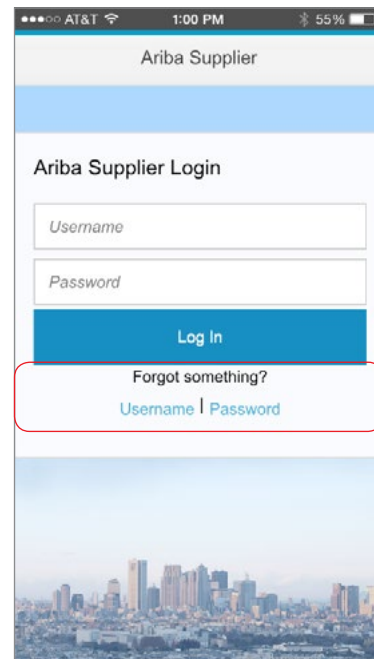 AT&T 1:00 PM 55%
Ariba Supplier
Ariba Supplier Login
Username
Password
Log In
Forgot something?
Username | Password